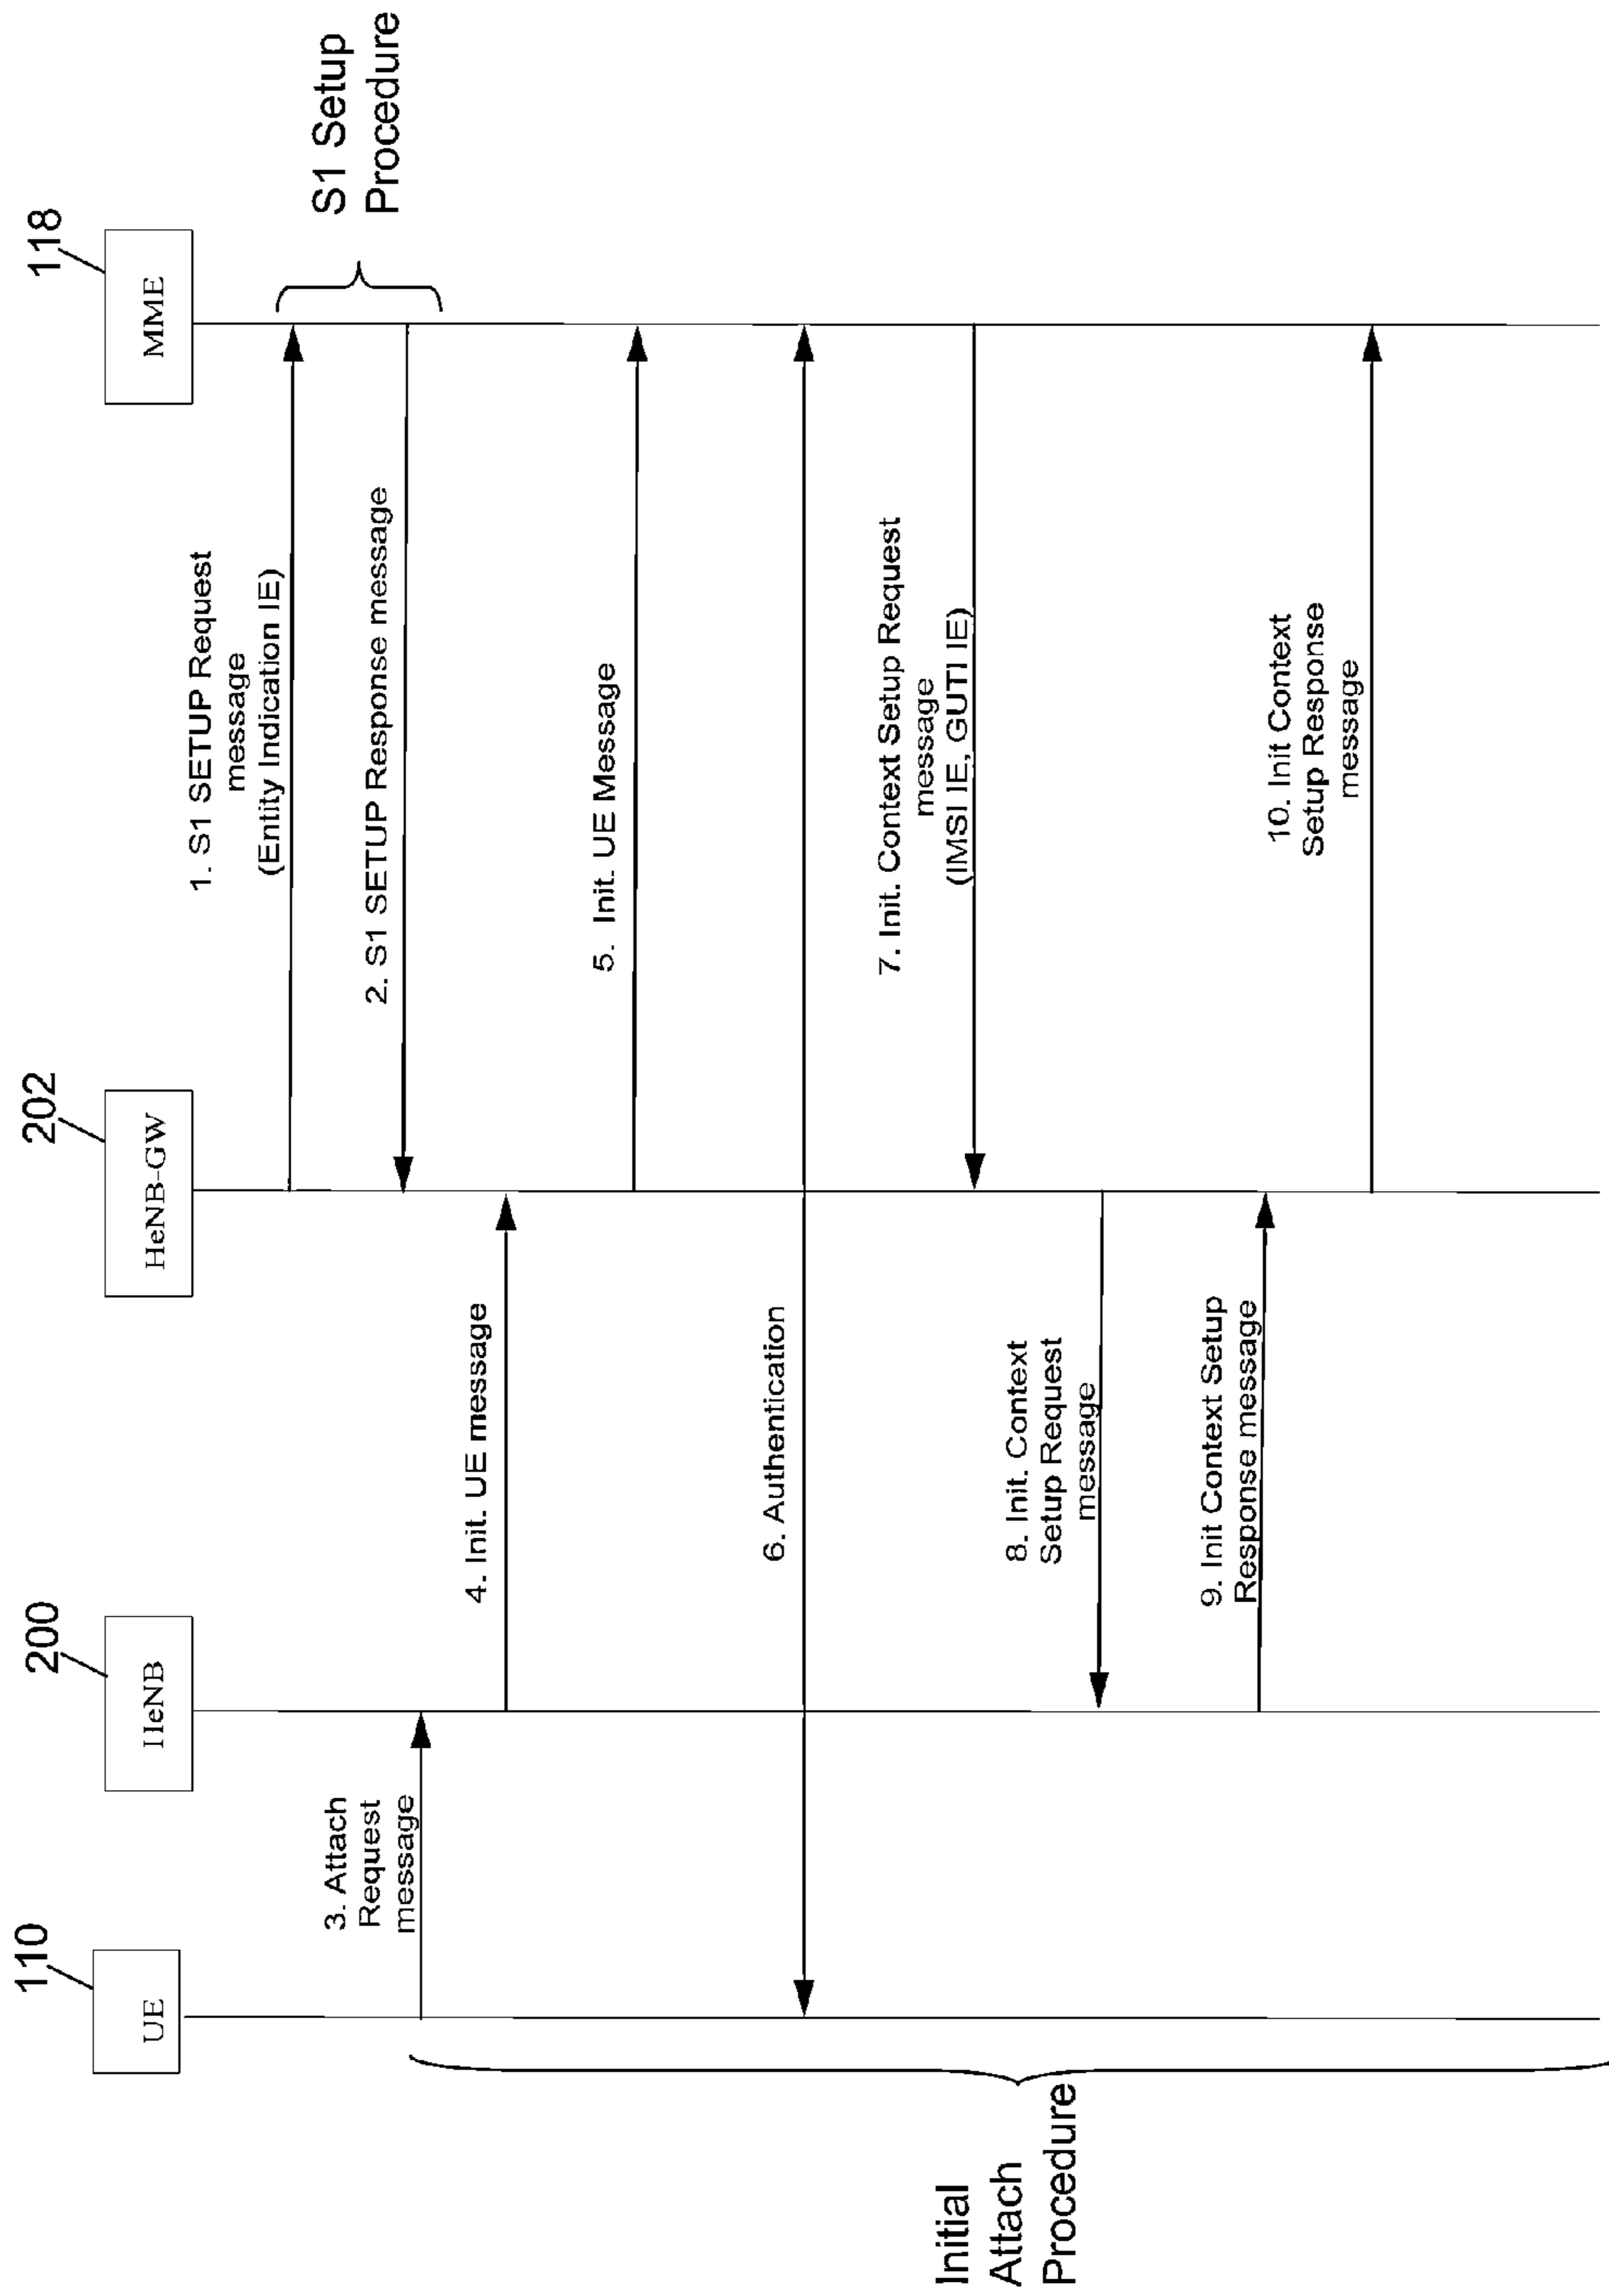 110
200
202
118
UE
HeNB
HeNB-GW
MME
S1 Setup
Procedure
1. S1 SETUP Request
message
(Entity Indication IE)
2. S1 SETUP Response message
3. Attach
Request
message
4. Init. UE message
5. Init. UE Message
6. Authentication
7. Init. Context Setup Request
message
(IMSI IE, GUTI IE)
8. Init. Context
Setup Request
message
9. Init Context Setup
Response message
10. Init Context
Setup Response
message
Initial
Attach
Procedure